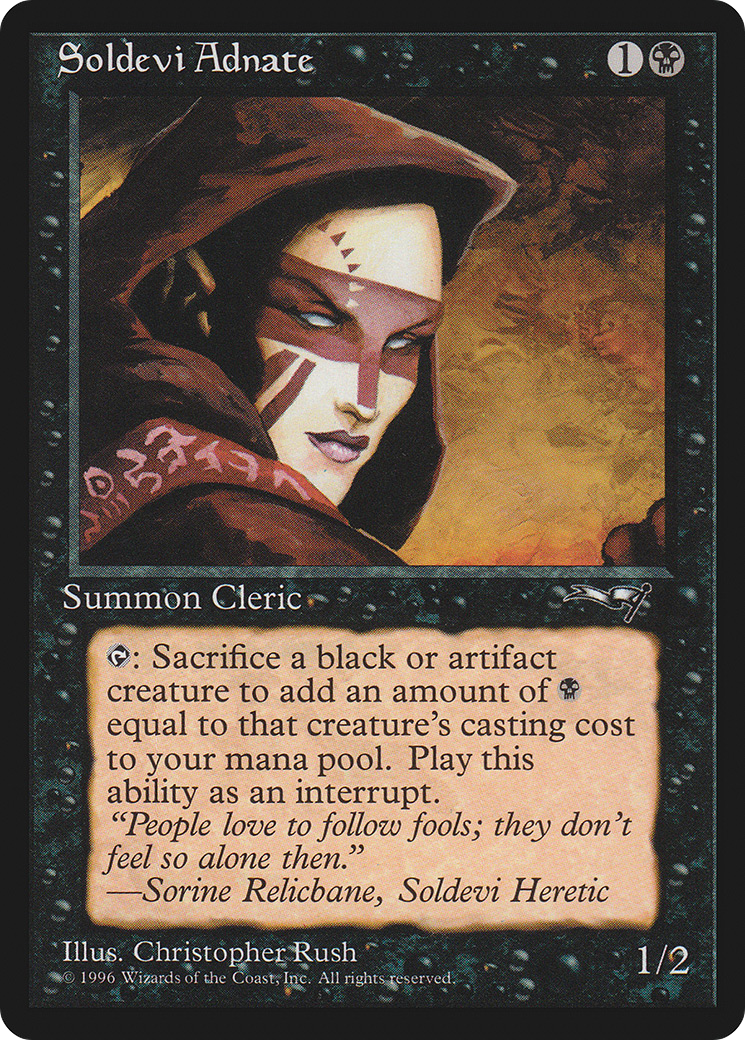 Soldevi Adnate
1
Summon Cleric
: Sacrifice a black or artifact
creature to add an amount of
equal to that creature's casting cost
to your mana pool. Play this
ability as an interrupt.
"People love to follow fools; they don't
feel so alone then."
—Sorine Relicbane, Soldevi Heretic
Illus. Christopher Rush
1/2
© 1996 Wizards of the Coast, Inc. All rights reserved.